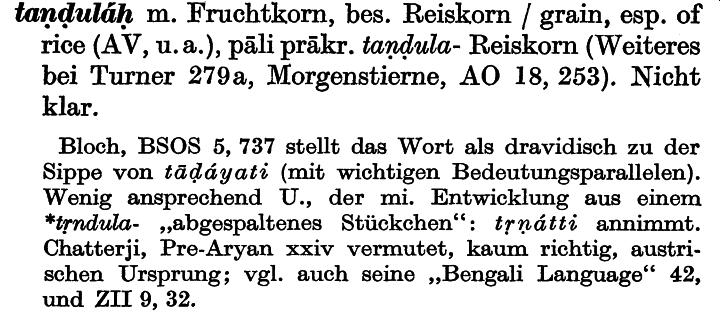 taṇḍuláḥ m. Fruchtkorn, bes. Reiskorn / grain, esp. of
rice (AV, u. a.), pāli prākr. taṇḍula- Reiskorn (Weiteres
bei Turner 279a, Morgenstierne, AO 18, 253). Nicht
klar.
Bloch, BSOS 5, 737 stellt das Wort als dravidisch zu der
Sippe von tāḍáyati (mit wichtigen Bedeutungsparallelen).
Wenig ansprechend U., der mi. Entwicklung aus einem
*tṛndula- „abgespaltenes Stückchen“: tṛṇátti annimmt.
Chatterji, Pre-Aryan xxiv vermutet, kaum richtig, austri-
schen Ursprung; vgl. auch seine „Bengali Language“ 42,
und ZII 9, 32.